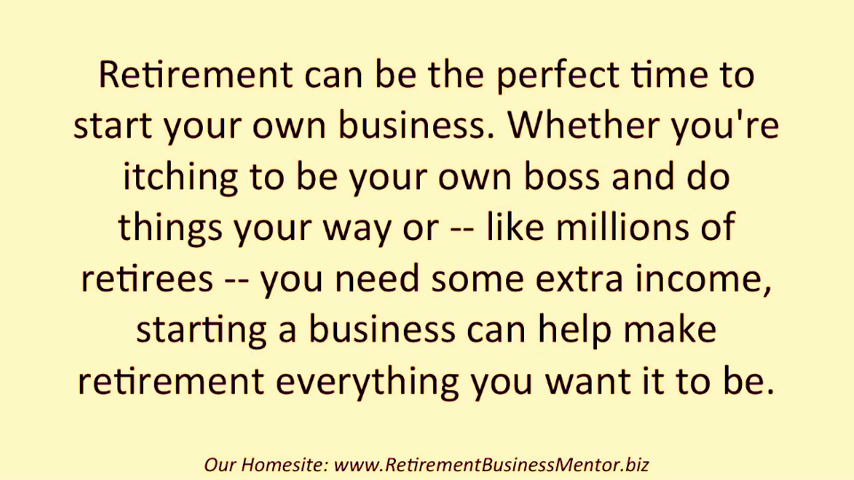 Retirement can be the perfect time to
start your own business. Whether you're
itching to be your own boss and do
things your way or -- like millions of
retirees -- you need some extra income,
starting a business can help make
retirement everything you want it to be.
Our Homesite: www.RetirementBusinessMentor.biz